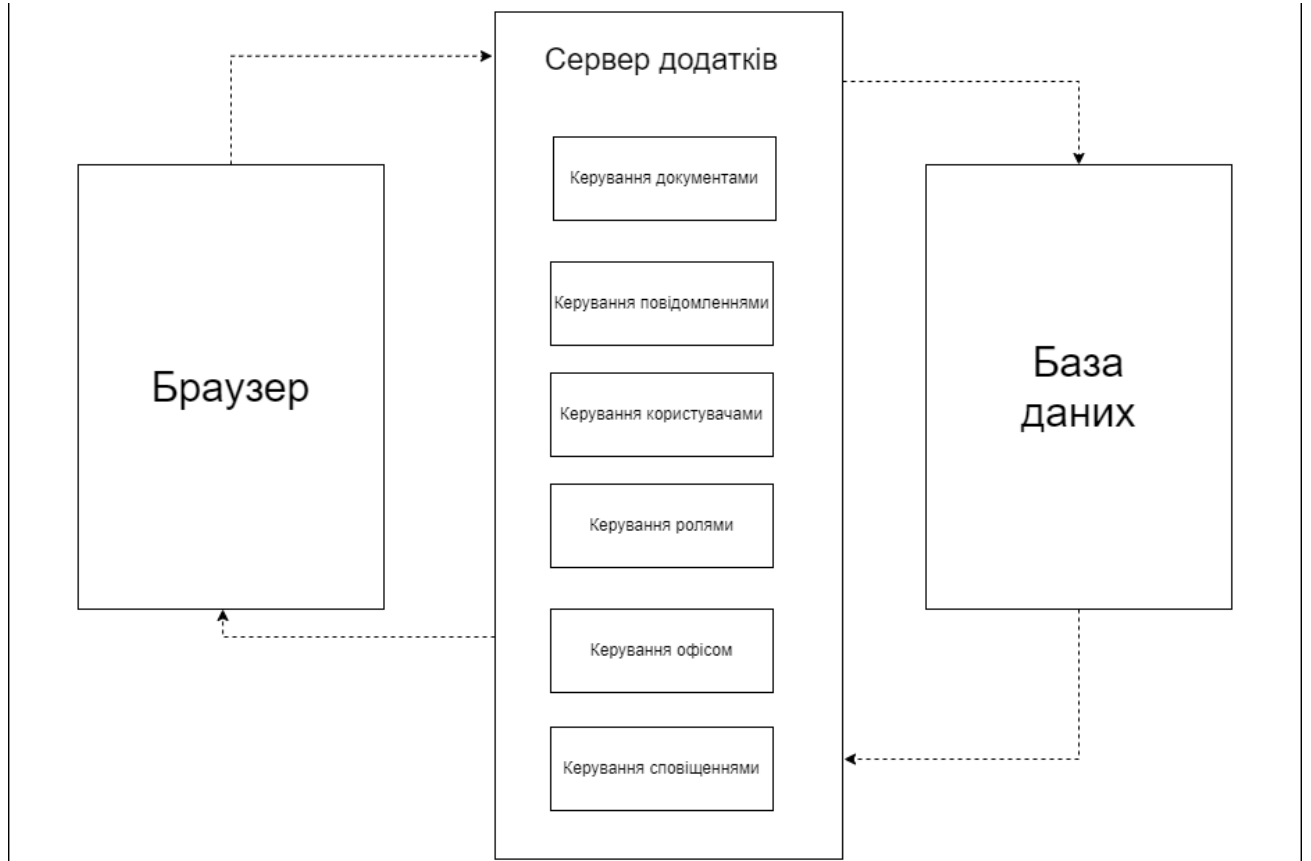 Сервер додатків
Керування документами
Керування повідомленнями
Браузер
База
даних
Керування користувачами
Керування ролями
Керування офісом
Керування сповіщеннями